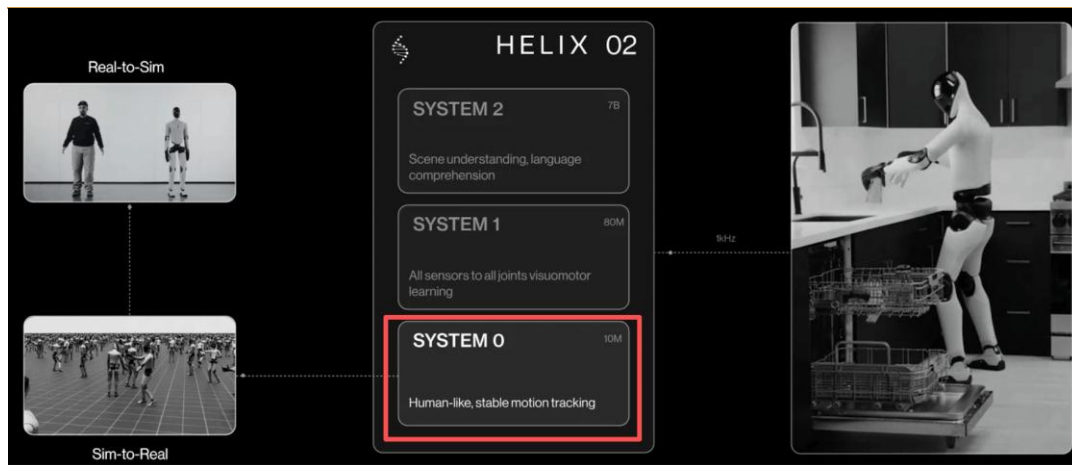 Real-to-Sim
Sim-to-Real
HELIX 02
SYSTEM 2
7B
Scene understanding, language
comprehension
SYSTEM 1
80M
All sensors to all joints visuomotor
learning
SYSTEM 0
10M
Human-like, stable motion tracking
1kHz